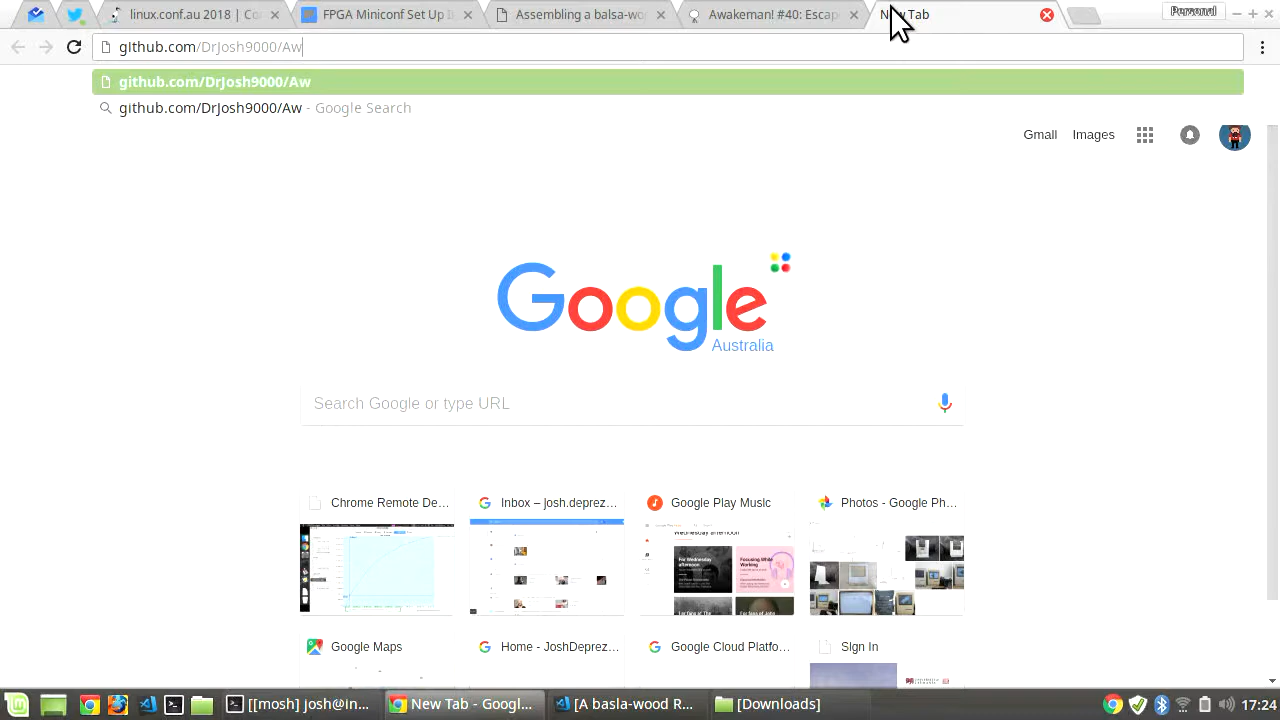 linux.conf.au 2018 | Co
FPGA Miniconf Set Up I
Assembling a balsa-wo
Awakeman #40: Escap
New Tab
Personal
github.com/DrJosh9000/Aw
github.com/DrJosh9000/Aw
github.com/DrJosh9000/Aw - Google Search
Gmail Images
Google
Australia
Search Google or type URL
Chrome Remote De...
Inbox – josh.deprez...
Google Play Music
Photos - Google Ph...
Google Maps
Home - JoshDeprez...
Google Cloud Platfo...
Sign In
[[mosh] josh@In...
New Tab - Googl...
[A basla-wood R...
[Downloads]
17:24